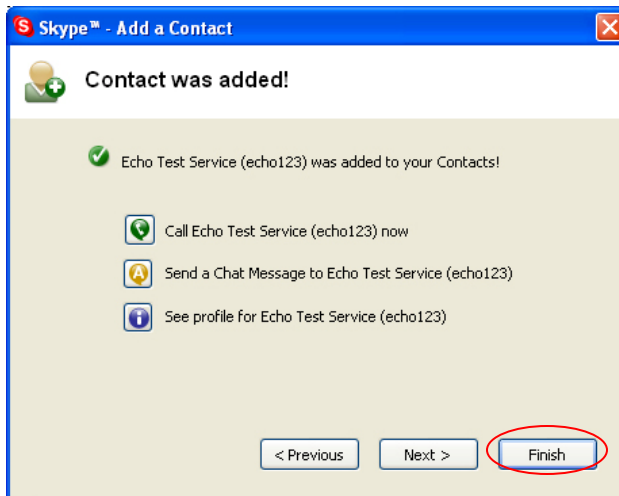 Skype™ - Add a Contact
Contact was added!
Echo Test Service (echo123) was added to your Contacts!
Call Echo Test Service (echo123) now
Send a Chat Message to Echo Test Service (echo123)
See profile for Echo Test Service (echo123)
< Previous Next > Finish